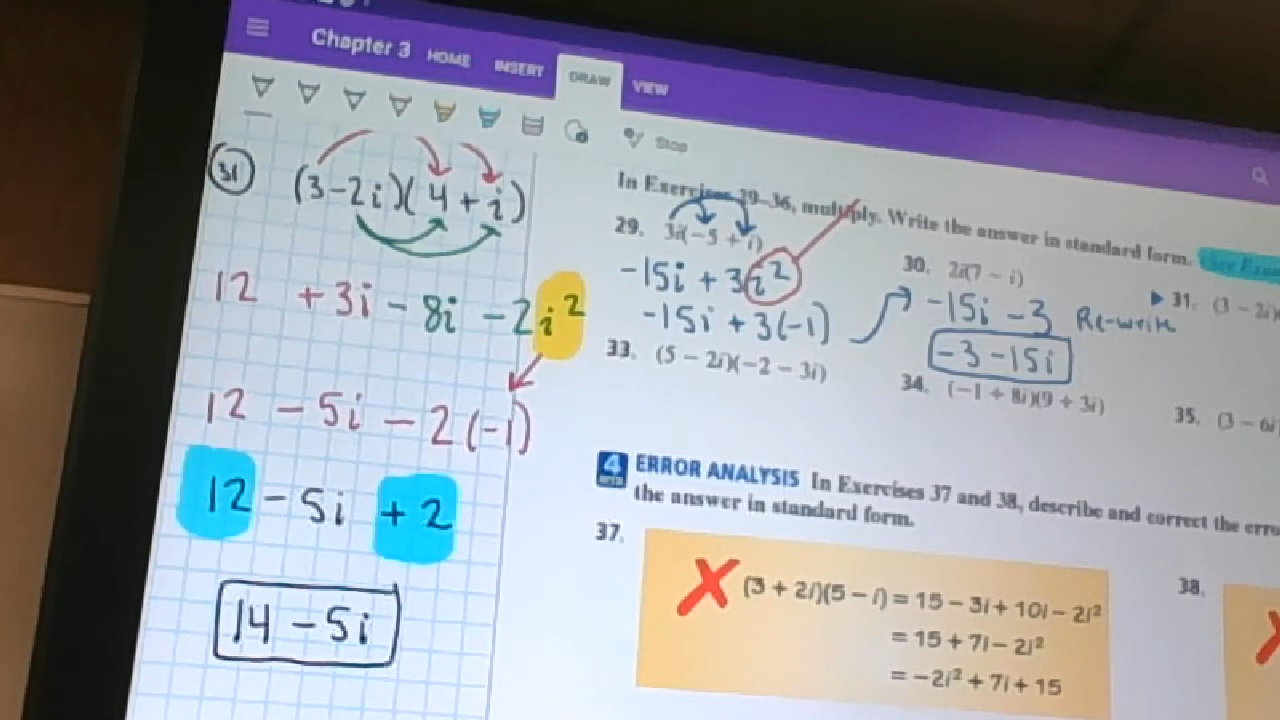 Chapter 3 HOME INSERT DRAW VIEW
Stop
31 (3-2i)(4+i)
12 +3i - 8i -2i²
12 - 5i - 2(-1)
12 - 5i + 2
14 - 5i
In Exercises 29–36, multiply. Write the answer in standard form.
29. 3i(−5 + i)
-15i + 3i²
-15i + 3(-1)
30. 2i(7 − i)
-15i - 3 Re-write
-3 -15i
31. (3 − 2i)
33. (5 − 2i)(−2 − 3i)
34. (−1 + 8i)(9 + 3i)
35. (3 − 6i
4 ERROR ANALYSIS In Exercises 37 and 38, describe and correct the erro
the answer in standard form.
37.
(3 + 2i)(5 − i) = 15 − 3i + 10i − 2i²
= 15 + 7i − 2i²
= −2i² + 7i + 15
38.